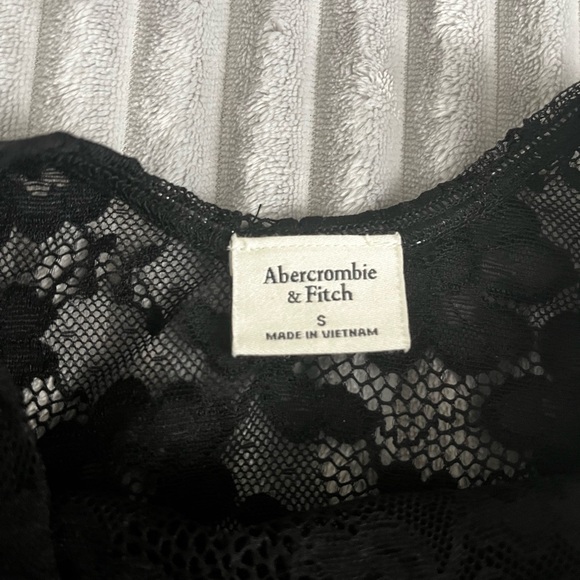 Abercrombie
& Fitch
S
MADE IN VIETNAM